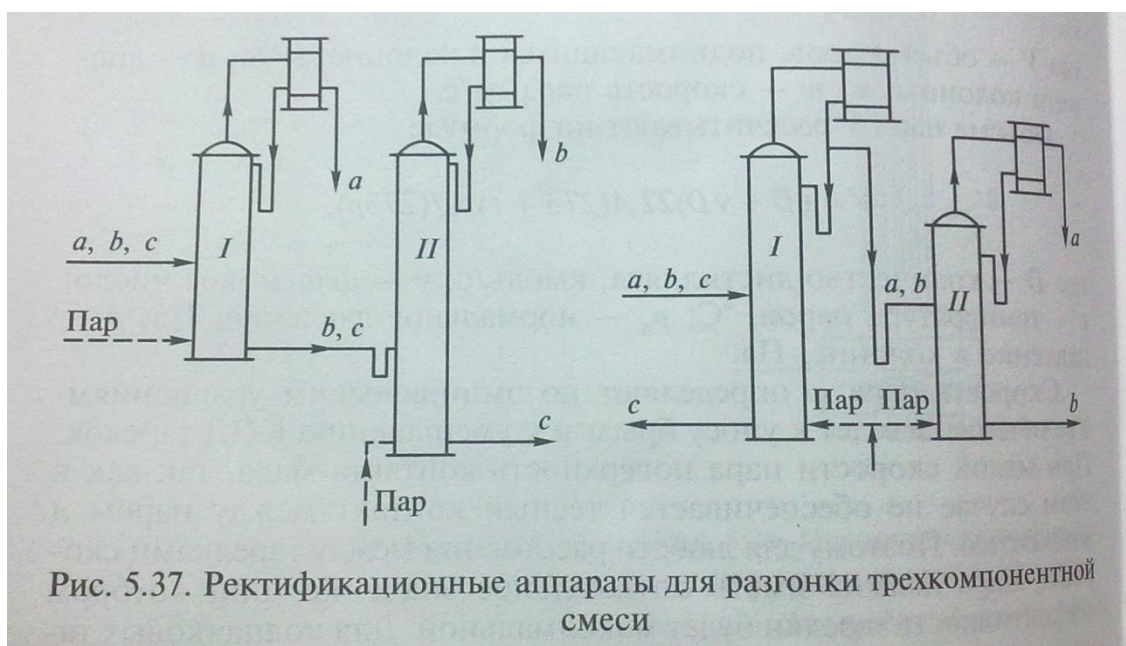 I
II
a
b
a, b, c
Пар
b, c
c
Пар
I
II
a, b, c
a, b
a
c
Пар Пар
b
Рис. 5.37. Ректификационные аппараты для разгонки трехкомпонентной
смеси